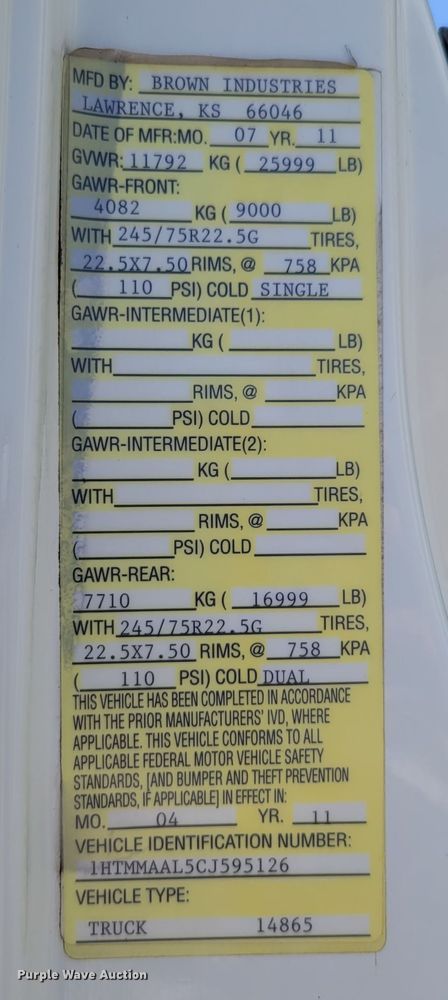 MFD BY: BROWN INDUSTRIES
LAWRENCE, KS 66046
DATE OF MFR:MO. 07 YR. 11
GVWR: 11792 KG ( 25999 LB)
GAWR-FRONT:
4082 KG ( 9000 LB)
WITH 245/75R22.5G TIRES,
22.5X7.50 RIMS, @ 758 KPA
( 110 PSI) COLD SINGLE
GAWR-INTERMEDIATE(1):
KG ( LB)
WITH TIRES,
RIMS, @ KPA
( PSI) COLD
GAWR-INTERMEDIATE(2):
KG ( LB)
WITH TIRES,
RIMS, @ KPA
( PSI) COLD
GAWR-REAR:
7710 KG ( 16999 LB)
WITH 245/75R22.5G TIRES,
22.5X7.50 RIMS, @ 758 KPA
( 110 PSI) COLD DUAL
THIS VEHICLE HAS BEEN COMPLETED IN ACCORDANCE
WITH THE PRIOR MANUFACTURERS' IVD, WHERE
APPLICABLE. THIS VEHICLE CONFORMS TO ALL
APPLICABLE FEDERAL MOTOR VEHICLE SAFETY
STANDARDS, [AND BUMPER AND THEFT PREVENTION
STANDARDS, IF APPLICABLE] IN EFFECT IN:
MO. 04 YR. 11
VEHICLE IDENTIFICATION NUMBER:
1HTMMAAL5CJ595126
VEHICLE TYPE:
TRUCK 14865
Purple Wave Auction